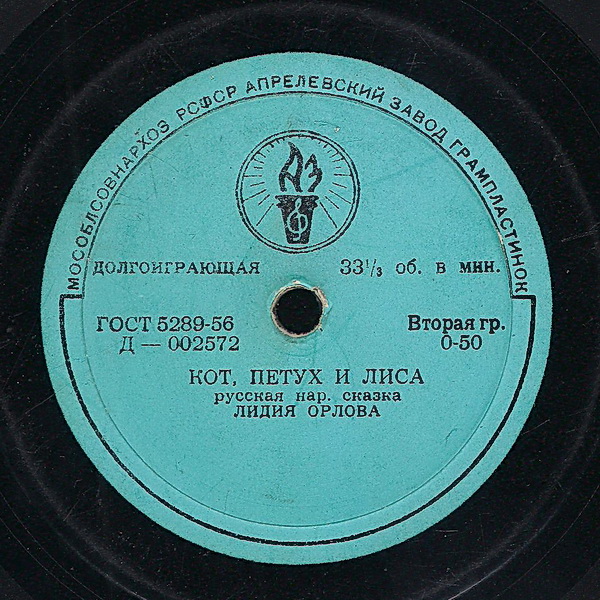 МОСОБЛСОВНАРХОЗ РСФСР АПРЕЛЕВСКИЙ ЗАВОД ГРАМПЛАСТИНОК
АЗ
ДОЛГОИГРАЮЩАЯ 33⅓ об. в мин.
ГОСТ 5289-56 Вторая гр.
Д — 002572 0-50
КОТ, ПЕТУХ И ЛИСА
русская нар. сказка
ЛИДИЯ ОРЛОВА